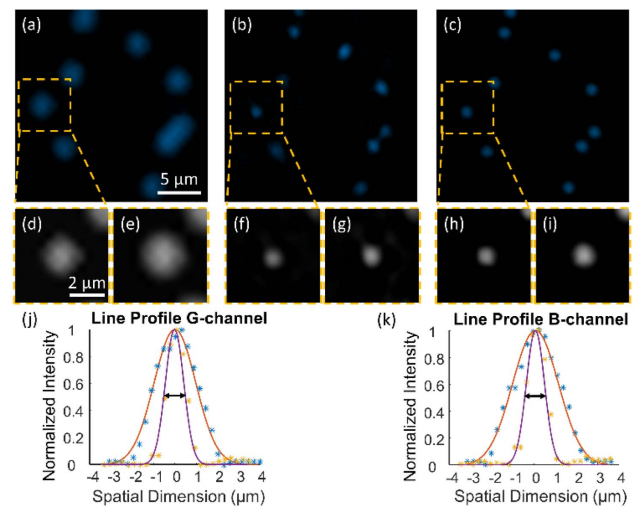 (a) (b) (c)
5 μm
(d) (e) (f) (g) (h) (i)
2 μm
(j) Line Profile G-channel
Normalized Intensity
1
0.8
0.6
0.4
0.2
0
-4 -3 -2 -1 0 1 2 3 4
Spatial Dimension (μm)
(k) Line Profile B-channel
Normalized Intensity
1
0.8
0.6
0.4
0.2
0
-4 -3 -2 -1 0 1 2 3 4
Spatial Dimension (μm)